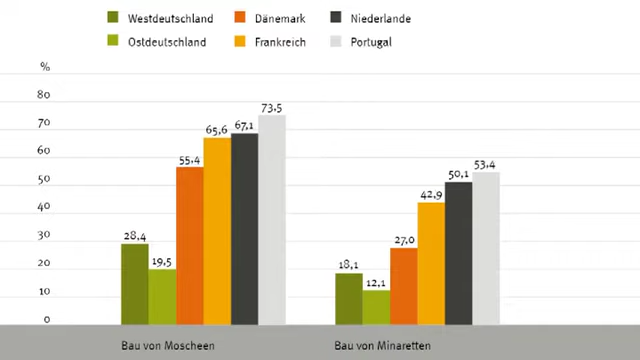 Westdeutschland Dänemark Niederlande
Ostdeutschland Frankreich Portugal
%
80
70
60
50
40
30
20
10
0
28,4 19,5 55,4 65,6 67,1 73,5
18,1 12,1 27,0 42,9 50,1 53,4
Bau von Moscheen Bau von Minaretten